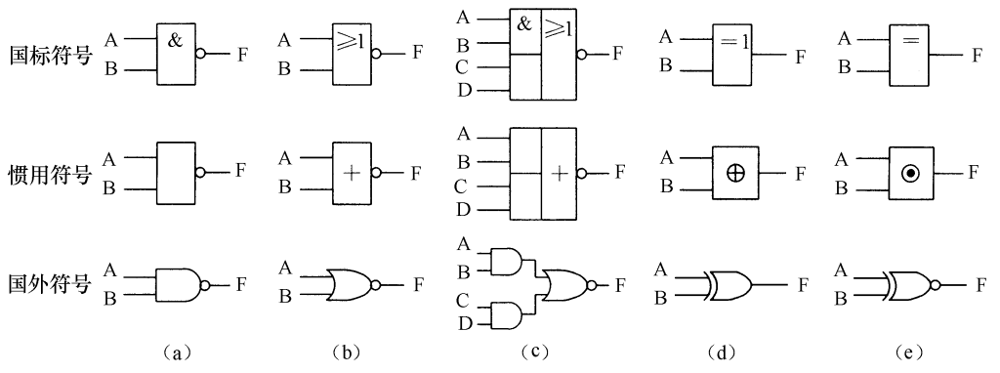 国标符号 A B & F A B ≥1 F A B C D & ≥1 F A B =1 F A B = F
惯用符号 A B F A B + F A B C D + F A B ⊕ F A B ⊙ F
国外符号 A B F A B F A B C D F A B F A B F
(a) (b) (c) (d) (e)